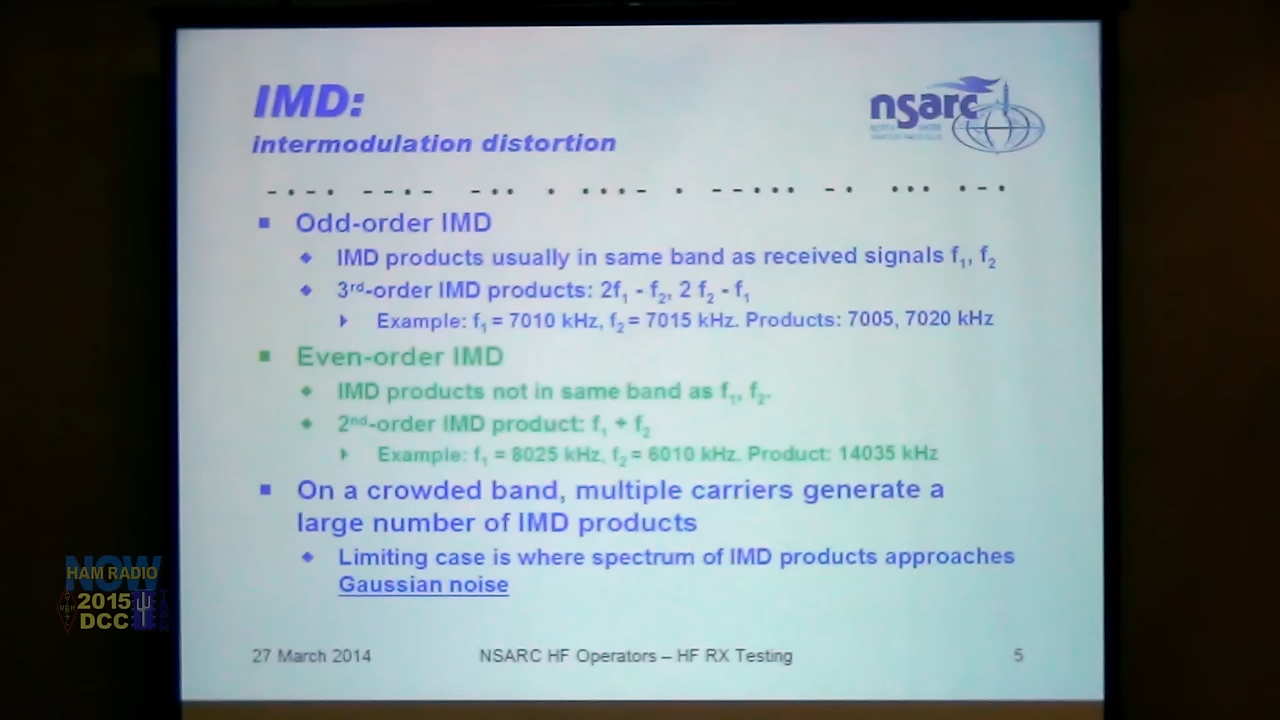 IMD:
intermodulation distortion
nsarc
- . - .  - - . -  - . .  .  . . . -  .  - - . . .  - .  . . .  . - .
Odd-order IMD
IMD products usually in same band as received signals f₁, f₂
3rd-order IMD products: 2f₁ - f₂, 2 f₂ - f₁
Example: f₁ = 7010 kHz, f₂ = 7015 kHz. Products: 7005, 7020 kHz
Even-order IMD
IMD products not in same band as f₁, f₂.
2nd-order IMD product: f₁ + f₂
Example: f₁ = 8025 kHz, f₂ = 6010 kHz. Product: 14035 kHz
On a crowded band, multiple carriers generate a
large number of IMD products
Limiting case is where spectrum of IMD products approaches
Gaussian noise
27 March 2014 NSARC HF Operators – HF RX Testing 5
NOW
HAM RADIO
2015
DCC
TAPR